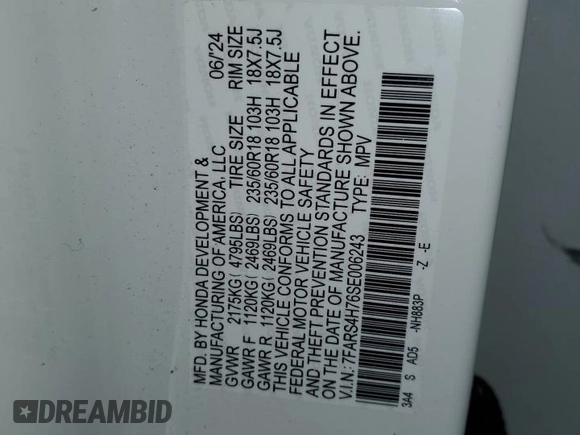 MFD. BY HONDA DEVELOPMENT &
MANUFACTURING OF AMERICA, LLC 06/'24
GVWR 2175KG( 4795LBS) TIRE SIZE RIM SIZE
GAWR F 1120KG( 2469LBS) 235/60R18 103H 18X7.5J
GAWR R 1120KG( 2469LBS) 235/60R18 103H 18X7.5J
THIS VEHICLE CONFORMS TO ALL APPLICABLE
FEDERAL MOTOR VEHICLE SAFETY
AND THEFT PREVENTION STANDARDS IN EFFECT
ON THE DATE OF MANUFACTURE SHOWN ABOVE.
V.I.N.: 7FARS4H76SE006243 TYPE: MPV
3A4 S AD5 -NH883P -Z -E
DREAMBID